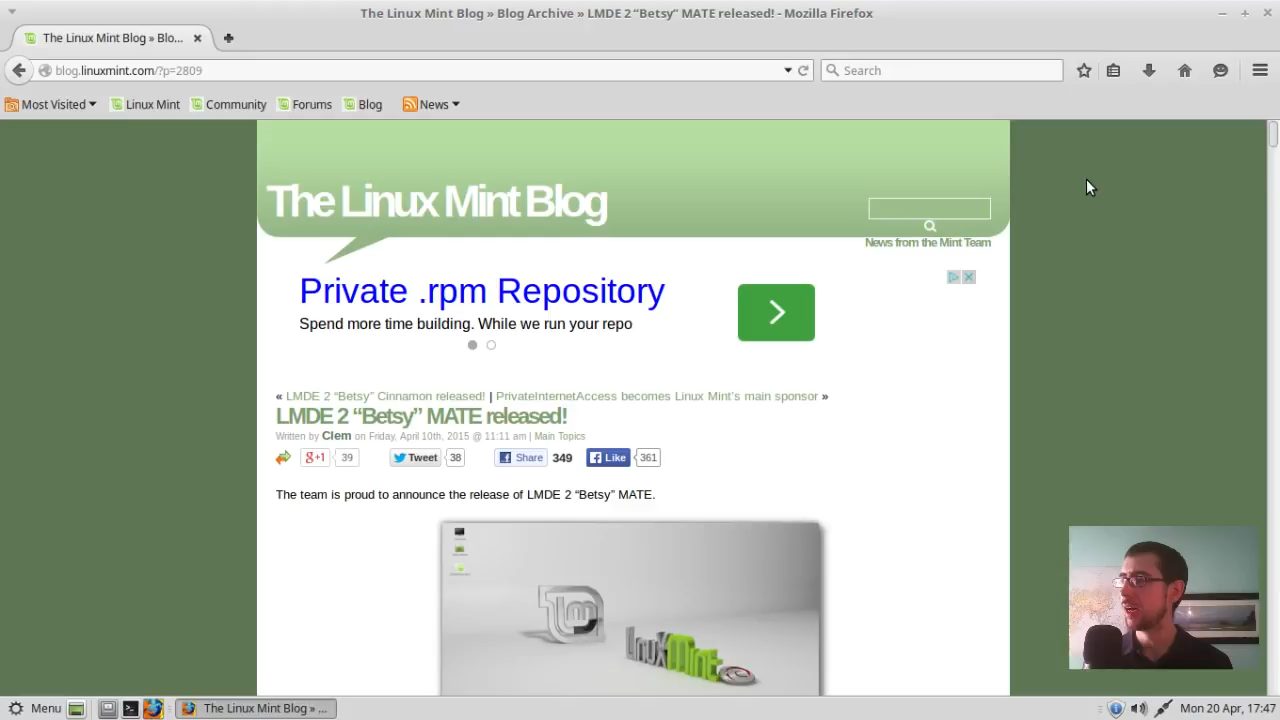 The Linux Mint Blog » Blog Archive » LMDE 2 “Betsy” MATE released! - Mozilla Firefox
The Linux Mint Blog » Blo...
blog.linuxmint.com/?p=2809
Search
Most Visited
Linux Mint
Community
Forums
Blog
News
The Linux Mint Blog
News from the Mint Team
Private .rpm Repository
Spend more time building. While we run your repo
« LMDE 2 “Betsy” Cinnamon released! | PrivateInternetAccess becomes Linux Mint’s main sponsor »
LMDE 2 “Betsy” MATE released!
Written by Clem on Friday, April 10th, 2015 @ 11:11 am | Main Topics
g+1 39 Tweet 38 Share 349 Like 361
The team is proud to announce the release of LMDE 2 “Betsy” MATE.
LinuxMint
Menu
The Linux Mint Blog » ...
Mon 20 Apr, 17:47